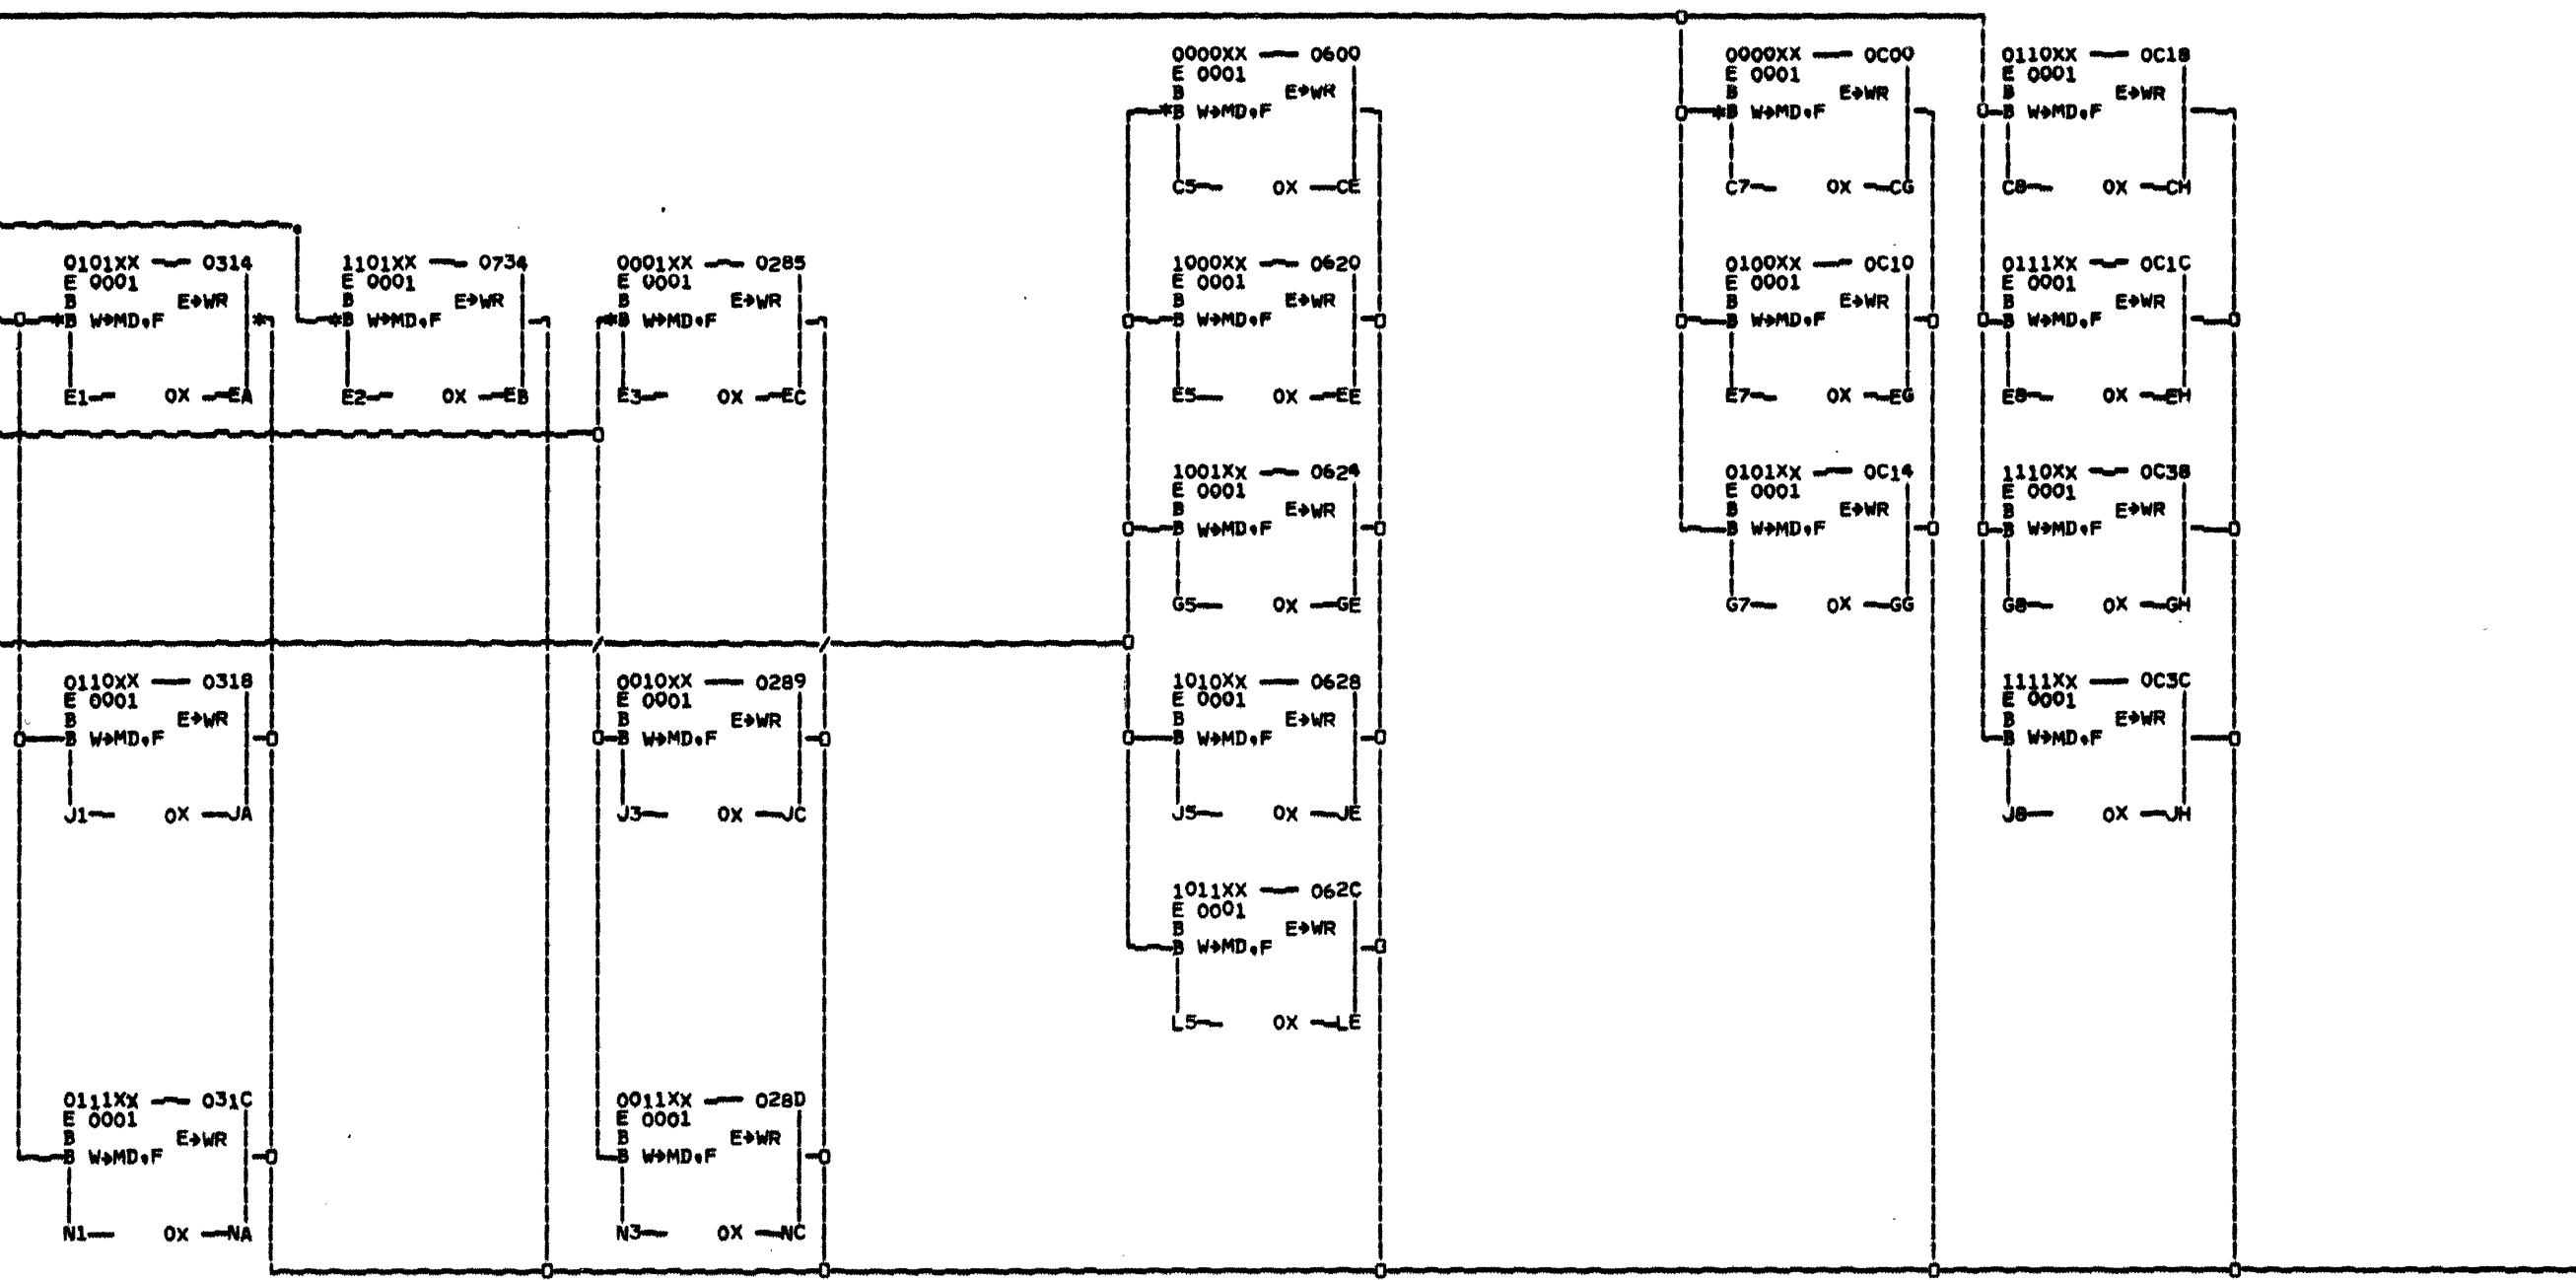 0000XX 0600
E 0001
B E→WR
*B W→MD,F
C5 0X CE
0000XX 0C00
E 0001
B E→WR
*B W→MD,F
C7 0X CG
0110XX 0C18
E 0001
B E→WR
B W→MD,F
C8 0X CH
0101XX 0314
E 0001
B E→WR
*B W→MD,F *
E1 0X EA
1101XX 0734
E 0001
B E→WR
*B W→MD,F
E2 0X EB
0001XX 0285
E 0001
B E→WR
*B W→MD,F
E3 0X EC
1000XX 0620
E 0001
B E→WR
B W→MD,F
E5 0X EE
0100XX 0C10
E 0001
B E→WR
B W→MD,F
E7 0X EG
0111XX 0C1C
E 0001
B E→WR
B W→MD,F
E8 0X EH
1001XX 0624
E 0001
B E→WR
B W→MD,F
G5 0X GE
0101XX 0C14
E 0001
B E→WR
B W→MD,F
G7 0X GG
1110XX 0C38
E 0001
B E→WR
B W→MD,F
G8 0X GH
0110XX 0318
E 0001
B E→WR
B W→MD,F
J1 0X JA
0010XX 0289
E 0001
B E→WR
B W→MD,F
J3 0X JC
1010XX 0628
E 0001
B E→WR
B W→MD,F
J5 0X JE
1111XX 0C3C
E 0001
B E→WR
B W→MD,F
J8 0X JH
1011XX 062C
E 0001
B E→WR
B W→MD,F
L5 0X LE
0111XX 031C
E 0001
B E→WR
B W→MD,F
N1 0X NA
0011XX 028D
E 0001
B E→WR
B W→MD,F
N3 0X NC